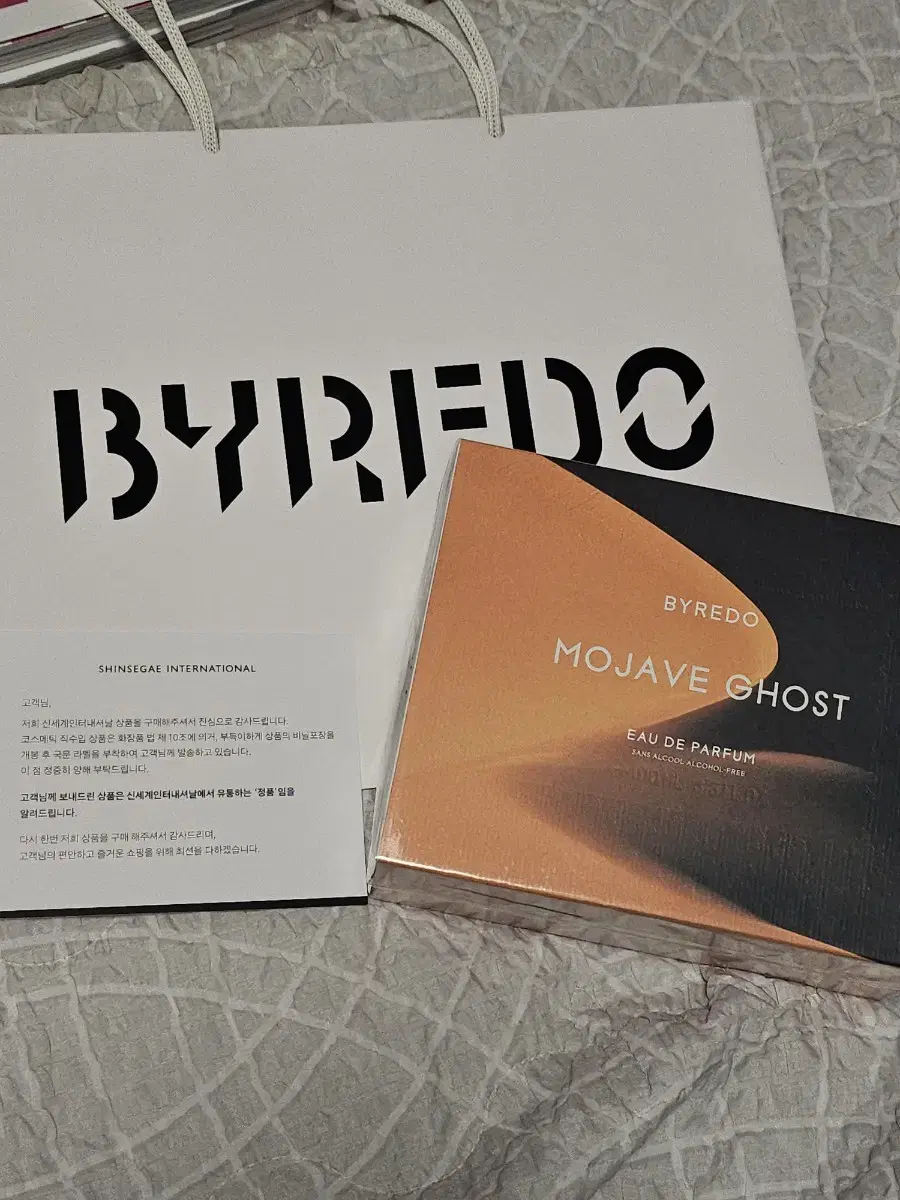 BYREDO
SHINSEGAE INTERNATIONAL
고객님,
저희 신세계인터내셔날 상품을 구매해주셔서 진심으로 감사드립니다.
코스메틱 직수입 상품은 화장품 법 제 10조에 의거, 부득이하게 상품의 비닐포장을
개봉 후 국문 라벨을 부착하여 고객님께 발송하고 있습니다.
이 점 정중히 양해 부탁드립니다.
고객님께 보내드린 상품은 신세계인터내셔날에서 유통하는 '정품'임을
알려드립니다.
다시 한번 저희 상품을 구매 해주셔서 감사드리며,
고객님의 편안하고 즐거운 쇼핑을 위해 최선을 다하겠습니다.
BYREDO
MOJAVE GHOST
EAU DE PARFUM
SANS ALCOOL ALCOHOL-FREE